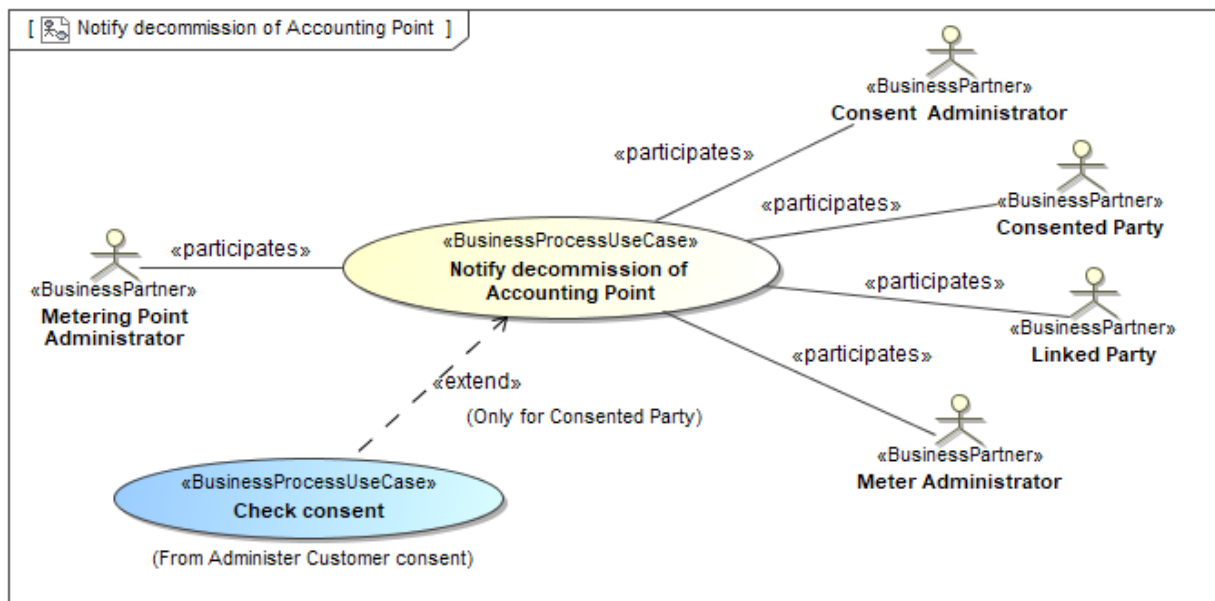 [ Notify decommission of Accounting Point ]
«BusinessPartner»
Consent Administrator
«participates»
«BusinessPartner»
Consented Party
«participates»
«BusinessProcessUseCase»
Notify decommission of
Accounting Point
«participates»
«BusinessPartner»
Metering Point
Administrator
«participates»
«BusinessPartner»
Linked Party
«participates»
«BusinessPartner»
Meter Administrator
«extend»
(Only for Consented Party)
«BusinessProcessUseCase»
Check consent
(From Administer Customer consent)